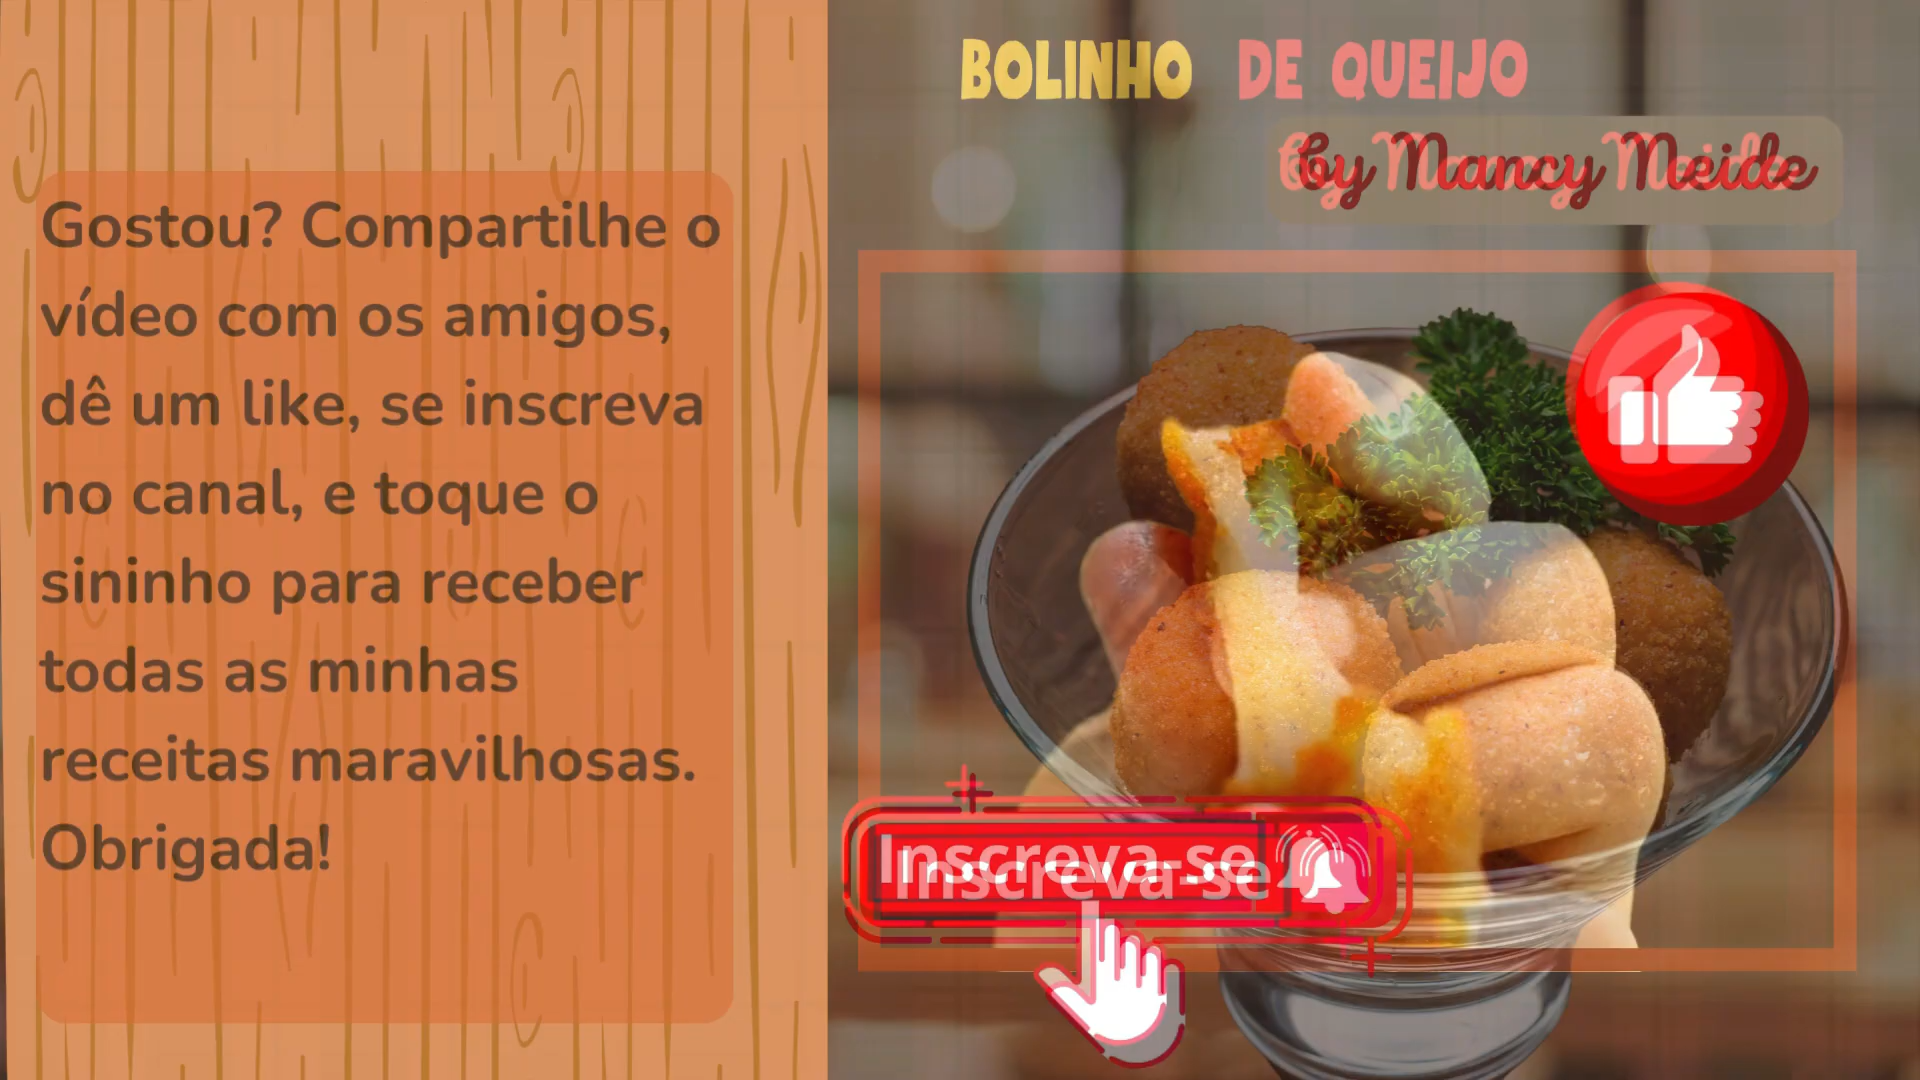 BOLINHO DE QUEIJO
by Nancy Meide
Gostou? Compartilhe o
vídeo com os amigos,
dê um like, se inscreva
no canal, e toque o
sininho para receber
todas as minhas
receitas maravilhosas.
Obrigada!
Inscreva-se